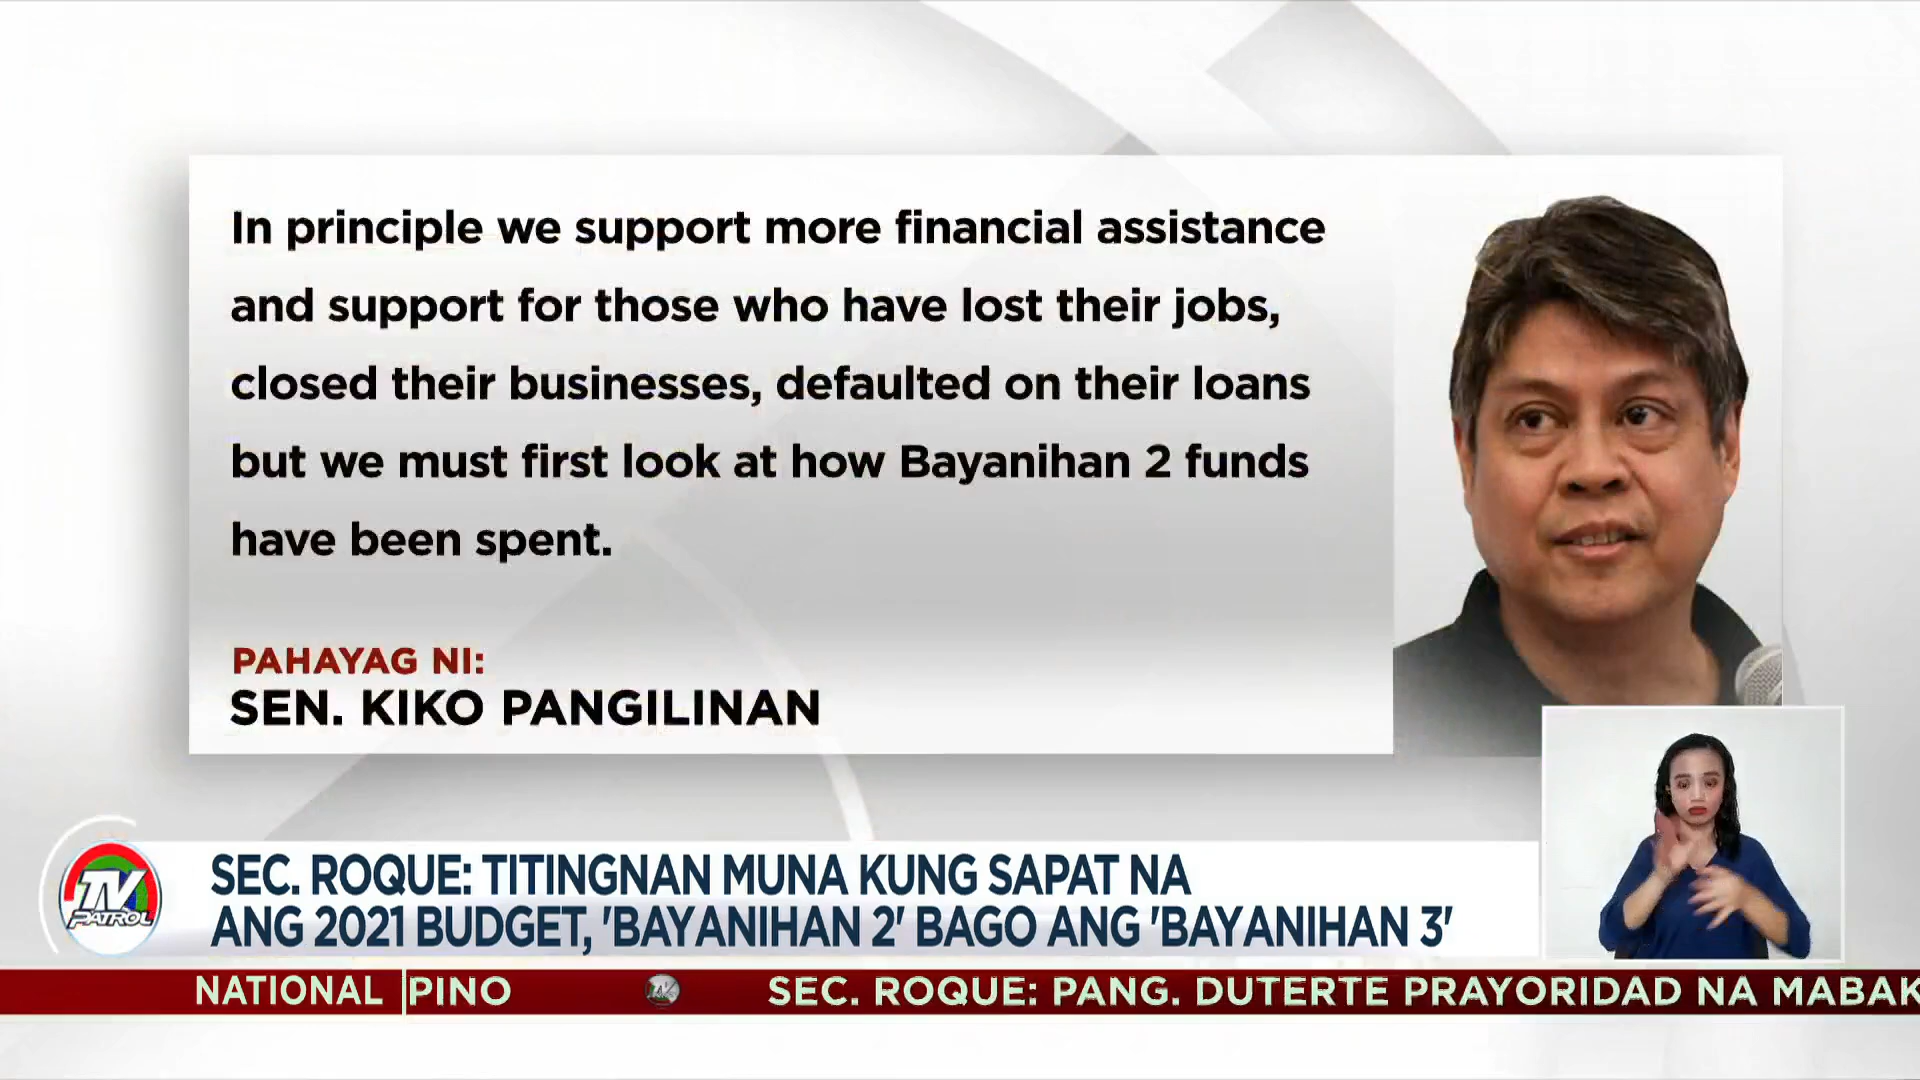 In principle we support more financial assistance
and support for those who have lost their jobs,
closed their businesses, defaulted on their loans
but we must first look at how Bayanihan 2 funds
have been spent.
PAHAYAG NI:
SEN. KIKO PANGILINAN
TV
PATROL
SEC. ROQUE: TITINGNAN MUNA KUNG SAPAT NA
ANG 2021 BUDGET, 'BAYANIHAN 2' BAGO ANG 'BAYANIHAN 3'
NATIONAL PINO SEC. ROQUE: PANG. DUTERTE PRAYORIDAD NA MABAK